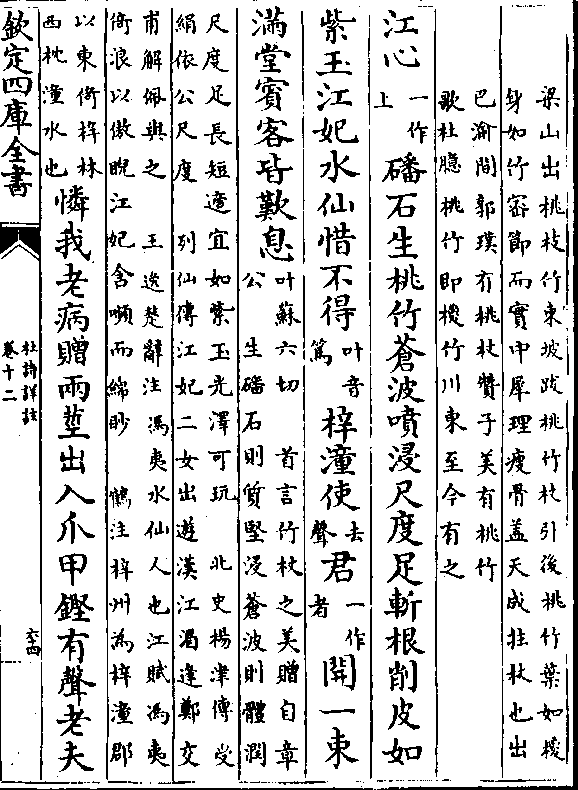 梁山出桃枝竹東坡跋桃竹杖引後桃竹葉如椶
身如竹密節而實中犀理瘦骨蓋天成拄杖也出
巴渝間郭璞有桃杖贊子美有桃竹
歌杜臆桃竹即椶竹川東至今有之
江心一作上磻石生桃竹蒼波噴浸尺度足斬根削皮如
紫玉江妃水仙惜不得叶音篤梓潼使去聲君一作者開一束
滿堂賓客皆歎息叶蘇六切 首言竹杖之美贈自章
公 生磻石則質堅浸蒼波則體潤
尺度足長短適宜如紫玉光澤可玩 北史楊津傳受
絹依公尺度 列仙傳江妃二女出遊漢江湄逢鄭交
甫解佩與之 王逸楚辭注馮夷水仙人也江賦馮夷
倚浪以傲睨江妃含嚬而綿眇 鶴注梓州為梓潼郡
以東倚梓林
西枕潼水也憐我老病贈兩莖出入爪甲鏗有聲老夫
欽定四庫全書
杜詩詳註
卷十二
六四